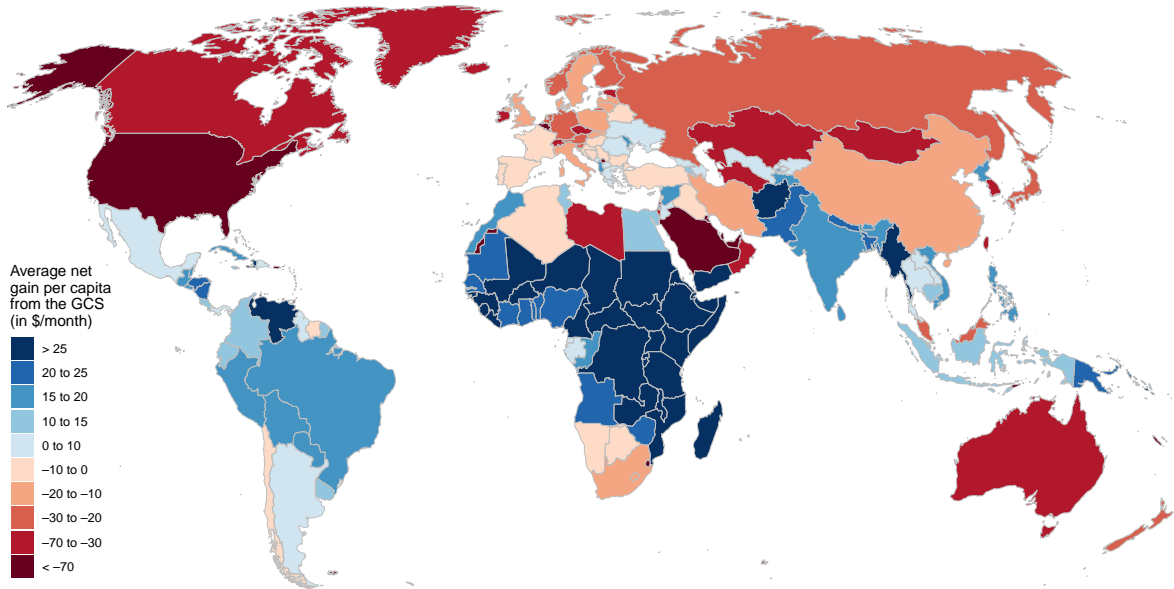 Average net
gain per capita
from the GCS
(in $/month)
> 25
20 to 25
15 to 20
10 to 15
0 to 10
–10 to 0
–20 to –10
–30 to –20
–70 to –30
< –70